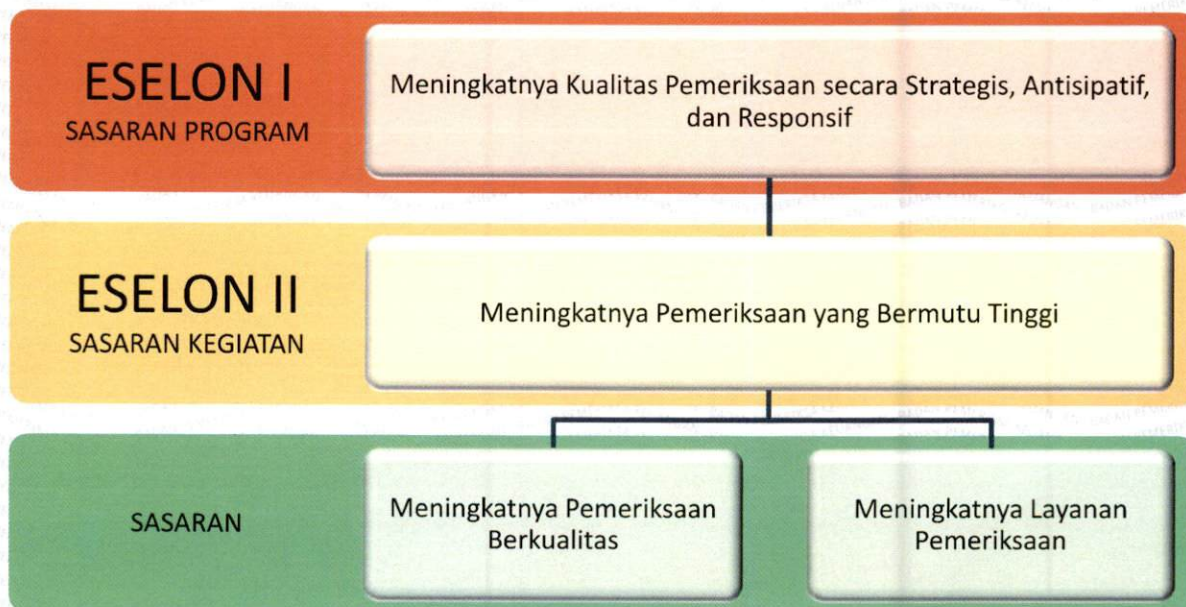 ESELON I
SASARAN PROGRAM
Meningkatnya Kualitas Pemeriksaan secara Strategis, Antisipatif,
dan Responsif
ESELON II
SASARAN KEGIATAN
Meningkatnya Pemeriksaan yang Bermutu Tinggi
SASARAN
Meningkatnya Pemeriksaan
Berkualitas
Meningkatnya Layanan
Pemeriksaan